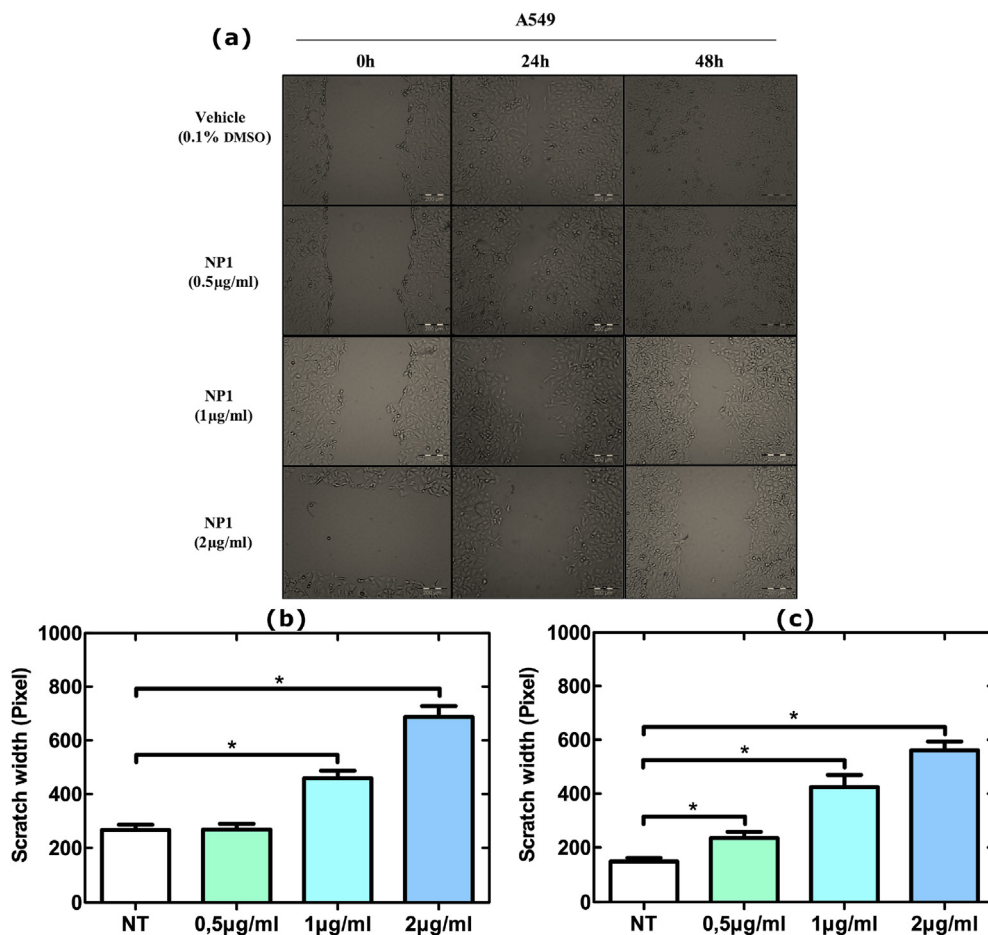 (a)
A549
0h 24h 48h
Vehicle
(0.1% DMSO)
NP1
(0.5µg/ml)
NP1
(1µg/ml)
NP1
(2µg/ml)
(b)
Scratch width (Pixel)
1000
800
600
400
200
0
*
*
NT 0,5µg/ml 1µg/ml 2µg/ml
(c)
Scratch width (Pixel)
1000
800
600
400
200
0
*
*
*
NT 0,5µg/ml 1µg/ml 2µg/ml